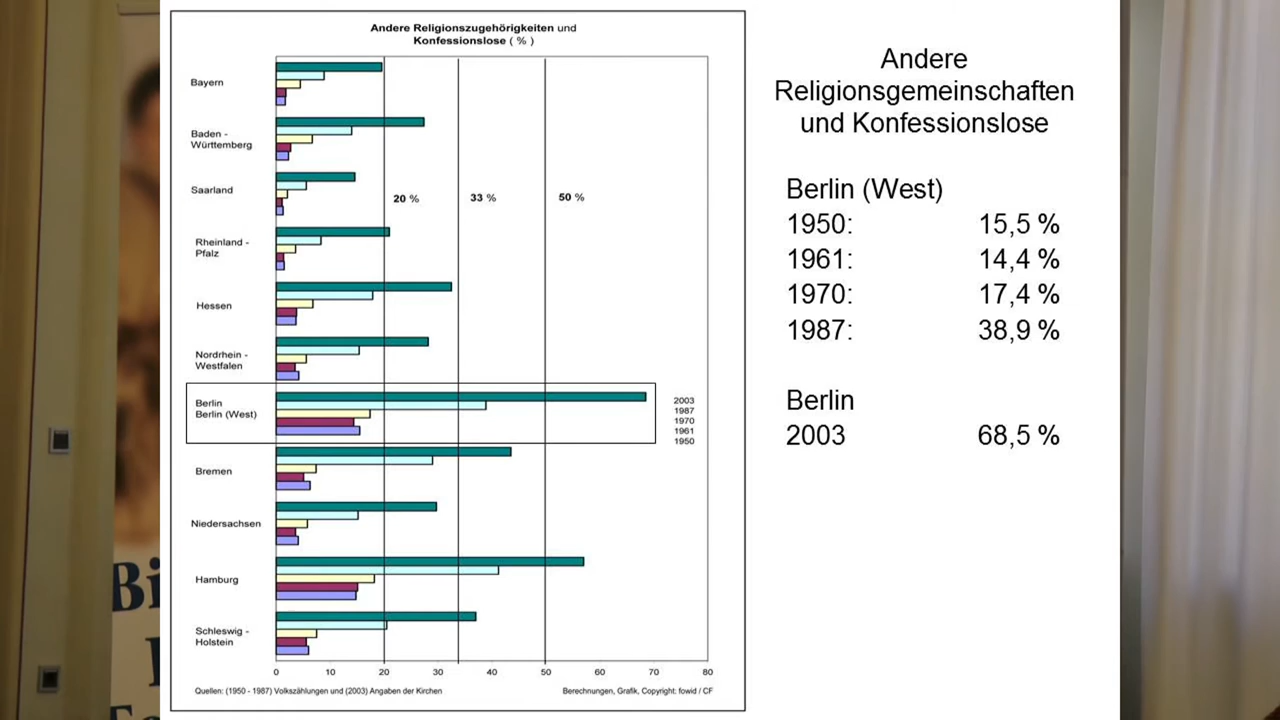 Andere Religionszugehörigkeiten und
Konfessionslose ( % )
Bayern
Baden -
Württemberg
Saarland
20 %
33 %
50 %
Rheinland -
Pfalz
Hessen
Nordrhein -
Westfalen
Berlin
Berlin (West)
2003
1987
1970
1961
1950
Bremen
Niedersachsen
Hamburg
Schleswig -
Holstein
0 10 20 30 40 50 60 70 80
Quellen: (1950 - 1987) Volkszählungen und (2003) Angaben der Kirchen
Berechnungen, Grafik, Copyright: fowid / CF
Andere
Religionsgemeinschaften
und Konfessionslose
Berlin (West)
1950: 15,5 %
1961: 14,4 %
1970: 17,4 %
1987: 38,9 %
Berlin
2003 68,5 %